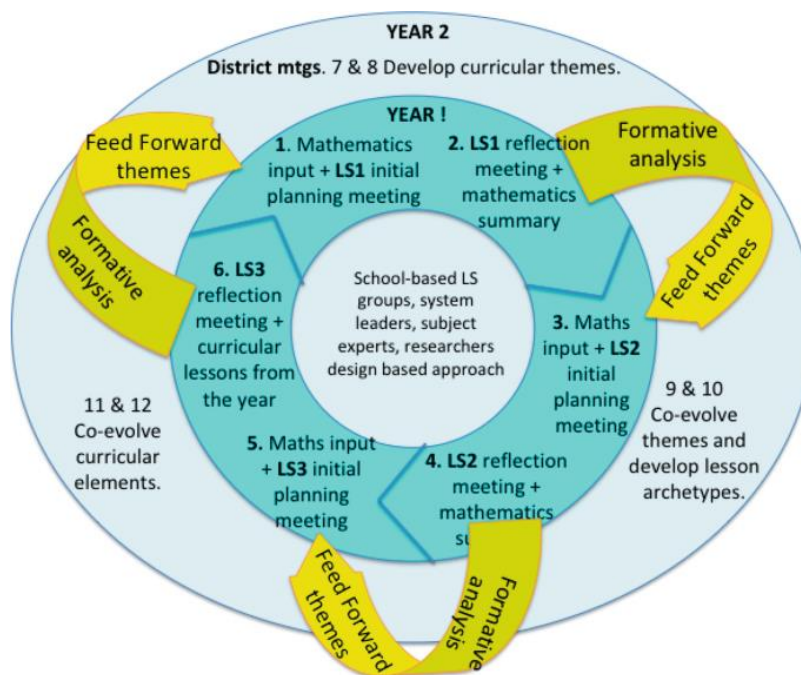 YEAR 2
District mtgs. 7 & 8 Develop curricular themes.
YEAR !
1. Mathematics
input + LS1 initial
planning meeting
2. LS1 reflection
meeting +
mathematics
summary
Formative
analysis
Feed Forward
themes
3. Maths
input + LS2
initial
planning
meeting
9 & 10
Co-evolve
themes and
develop lesson
archetypes.
4. LS2 reflection
meeting +
mathematics
Formative
analysis
Feed Forward
themes
5. Maths input
+ LS3 initial
planning
meeting
11 & 12
Co-evolve
curricular
elements.
6. LS3
reflection
meeting +
curricular
lessons from
the year
Formative
analysis
Feed Forward
themes
School-based LS
groups, system
leaders, subject
experts, researchers
design based approach